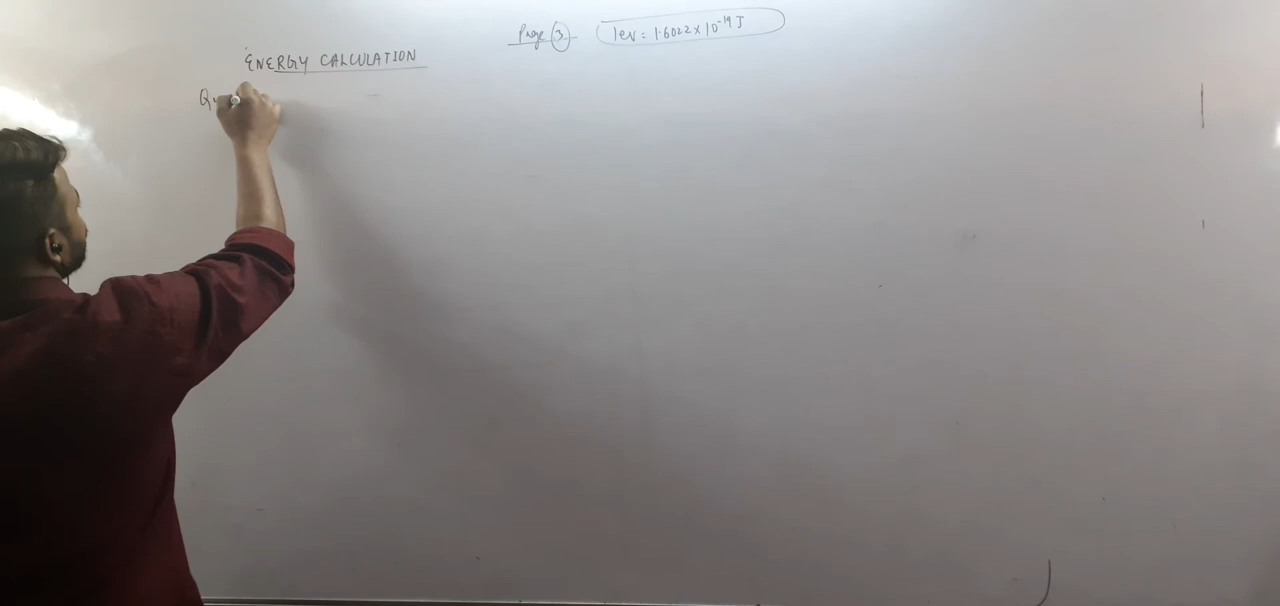 Page 3 1eV = 1.6022 x 10^-19 J
ENERGY CALCULATION
Q.